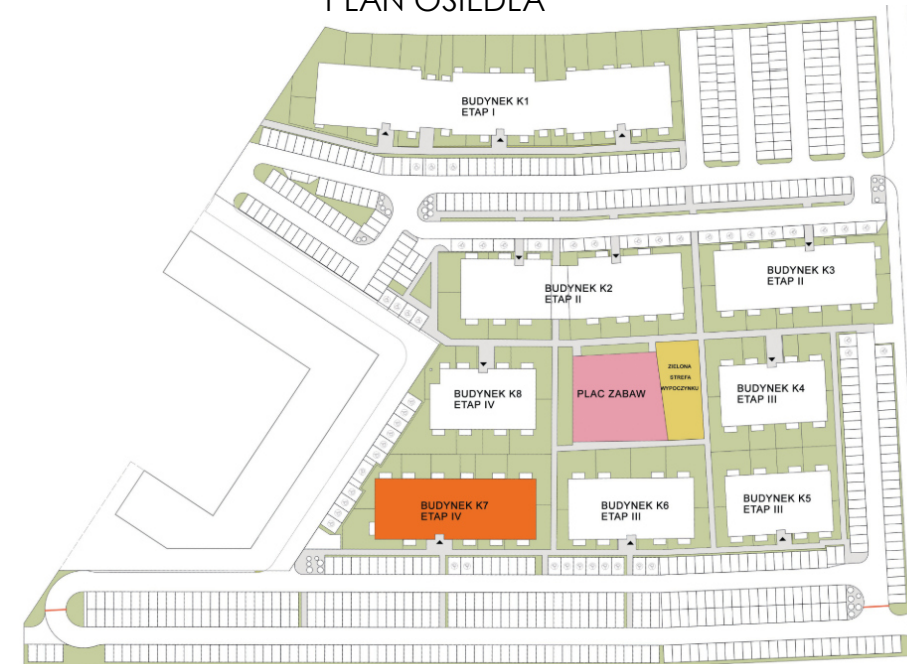 PLAN OSIEDLA
BUDYNEK K1
ETAP I
BUDYNEK K2
ETAP II
BUDYNEK K3
ETAP II
ZIELONA
STREFA
WYPOCZYNKU
PLAC ZABAW
BUDYNEK K8
ETAP IV
BUDYNEK K4
ETAP III
BUDYNEK K7
ETAP IV
BUDYNEK K6
ETAP III
BUDYNEK K5
ETAP III